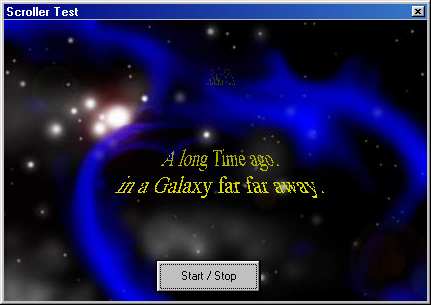 Scroller Test
A long Time ago.
in a Galaxy far far away.
Start / Stop